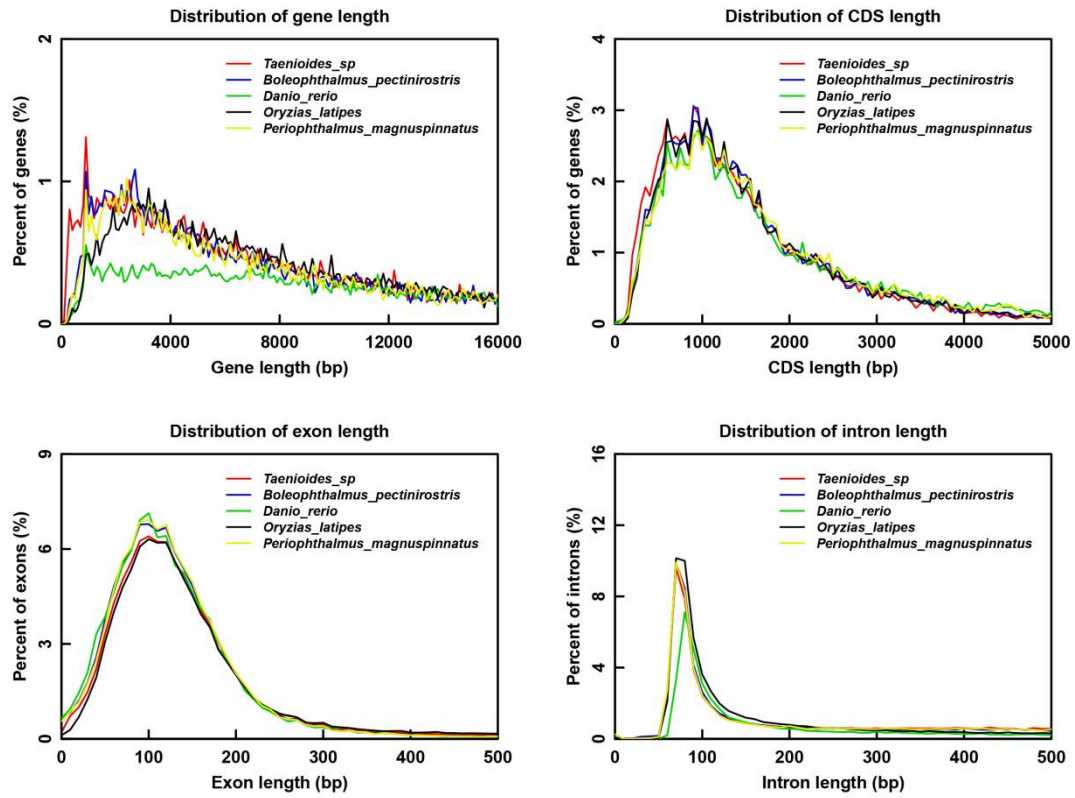 Distribution of gene length
Percent of genes (%)
0
1
2
Taenioides_sp
Boleophthalmus_pectinirostris
Danio_rerio
Oryzias_latipes
Periophthalmus_magnuspinnatus
0 4000 8000 12000 16000
Gene length (bp)
Distribution of CDS length
Percent of genes (%)
0
1
2
3
4
Taenioides_sp
Boleophthalmus_pectinirostris
Danio_rerio
Oryzias_latipes
Periophthalmus_magnuspinnatus
0 1000 2000 3000 4000 5000
CDS length (bp)
Distribution of exon length
Percent of exons (%)
0
3
6
9
Taenioides_sp
Boleophthalmus_pectinirostris
Danio_rerio
Oryzias_latipes
Periophthalmus_magnuspinnatus
0 100 200 300 400 500
Exon length (bp)
Distribution of intron length
Percent of introns (%)
0
4
8
12
16
Taenioides_sp
Boleophthalmus_pectinirostris
Danio_rerio
Oryzias_latipes
Periophthalmus_magnuspinnatus
0 100 200 300 400 500
Intron length (bp)